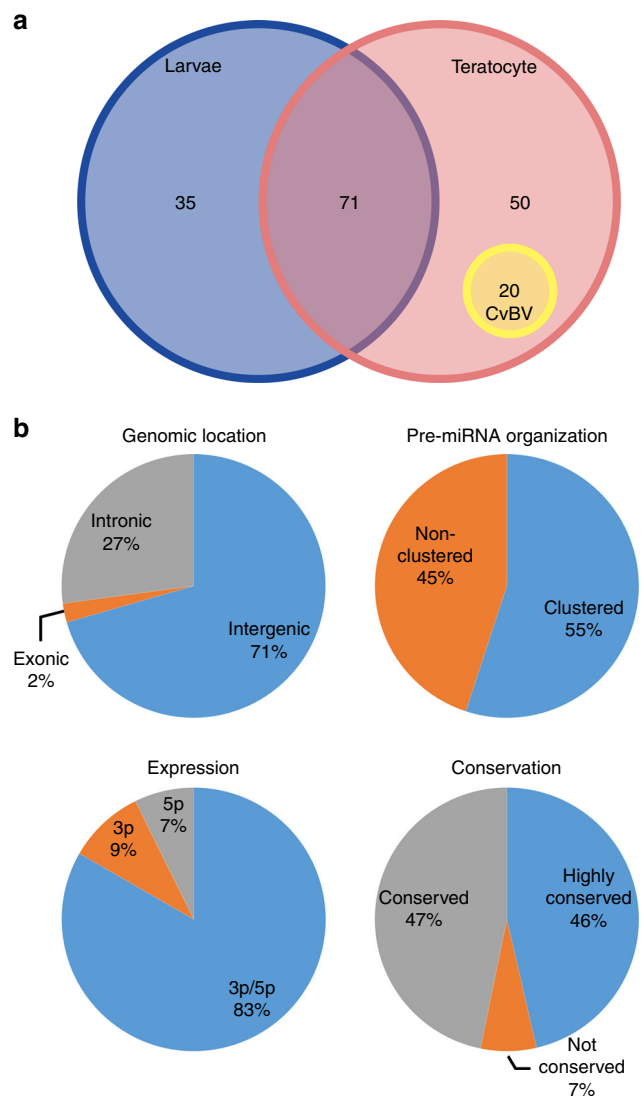 a
Larvae
Teratocyte
35
71
50
20
CvBV
b
Genomic location
Intronic
27%
Intergenic
71%
Exonic
2%
Pre-miRNA organization
Non-
clustered
45%
Clustered
55%
Expression
5p
7%
3p
9%
3p/5p
83%
Conservation
Conserved
47%
Highly
conserved
46%
Not
conserved
7%